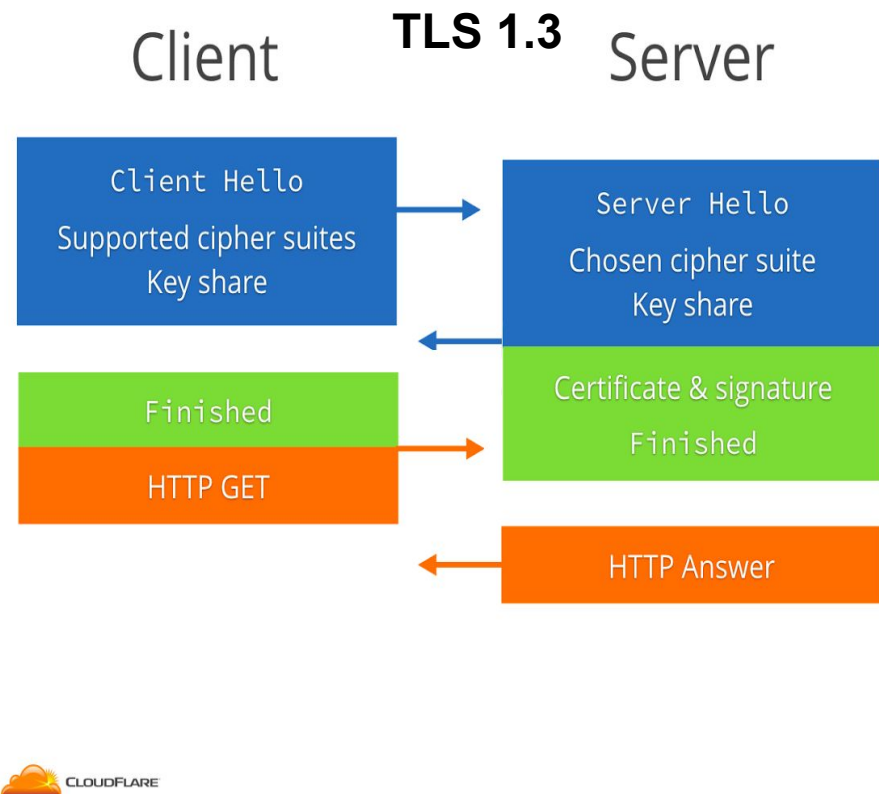 TLS 1.3
Client
Server
Client Hello
Supported cipher suites
Key share
Server Hello
Chosen cipher suite
Key share
Certificate & signature
Finished
Finished
HTTP GET
HTTP Answer
CLOUDFLARE